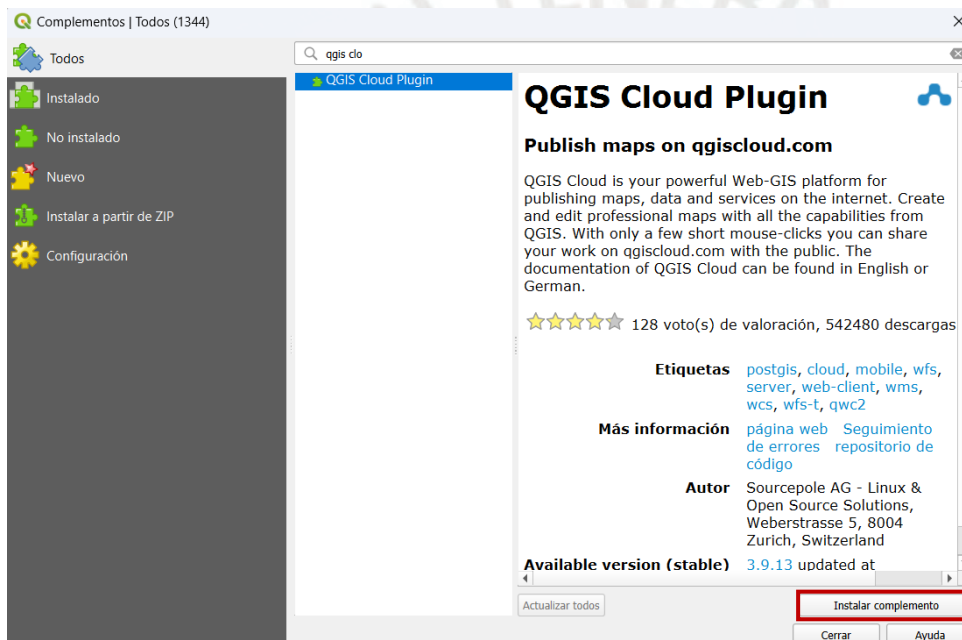 Complementos | Todos (1344)
Todos
Instalado
No instalado
Nuevo
Instalar a partir de ZIP
Configuración
qgis clo
QGIS Cloud Plugin
QGIS Cloud Plugin
Publish maps on qgiscloud.com
QGIS Cloud is your powerful Web-GIS platform for
publishing maps, data and services on the internet. Create
and edit professional maps with all the capabilities from
QGIS. With only a few short mouse-clicks you can share
your work on qgiscloud.com with the public. The
documentation of QGIS Cloud can be found in English or
German.
128 voto(s) de valoración, 542480 descargas
Etiquetas postgis, cloud, mobile, wfs,
server, web-client, wms,
wcs, wfs-t, qwc2
Más información página web Seguimiento
de errores repositorio de
código
Autor Sourcepole AG - Linux &
Open Source Solutions,
Weberstrasse 5, 8004
Zurich, Switzerland
Available version (stable) 3.9.13 updated at
Actualizar todos
Instalar complemento
Cerrar
Ayuda